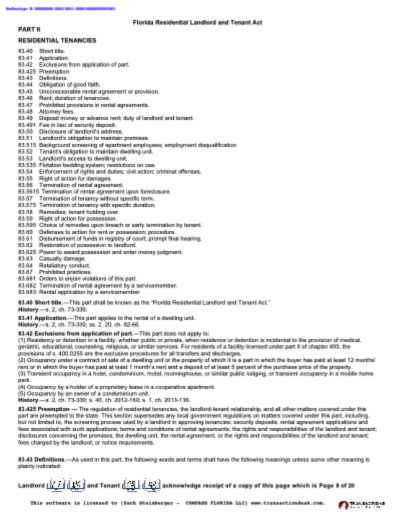 Florida Residential Landlord and Tenant Act
PART II
RESIDENTIAL TENANCIES
83.40 Short title.
83.41 Application.
83.42 Exclusions from application of part.
83.425 Preemption
83.43 Definitions.
83.44 Obligation of good faith.
83.45 Unconscionable rental agreement or provision.
83.46 Rent; duration of tenancies.
83.47 Prohibited provisions in rental agreements.
83.48 Attorney fees.
83.49 Deposit money or advance rent; duty of landlord and tenant.
83.491 Fee in lieu of security deposit.
83.50 Disclosure of landlord's address.
83.51 Landlord's obligation to maintain premises.
83.515 Background screening of apartment employees; employment disqualification
83.52 Tenant's obligation to maintain dwelling unit.
83.53 Landlord's access to dwelling unit.
83.535 Flotation bedding system; restrictions on use.
83.54 Enforcement of rights and duties; civil action; criminal offenses.
83.55 Right of action for damages.
83.56 Termination of rental agreement.
83.5615 Termination of rental agreement upon foreclosure.
83.57 Termination of tenancy without specific term.
83.575 Termination of tenancy with specific duration.
83.58 Remedies; tenant holding over.
83.59 Right of action for possession.
83.595 Choice of remedies upon breach or early termination by tenant.
83.60 Defenses to action for rent or possession; procedure.
83.61 Disbursement of funds in registry of court; prompt final hearing.
83.62 Restoration of possession to landlord.
83.625 Power to award possession and enter money judgment.
83.63 Casualty damage.
83.64 Retaliatory conduct.
83.67 Prohibited practices.
83.681 Orders to enjoin violations of this part.
83.682 Termination of rental agreement by a servicemember.
83.683 Rental application by a servicemember
83.40 Short title.—This part shall be known as the "Florida Residential Landlord and Tenant Act."
History.—s. 2, ch. 73-330.
83.41 Application.—This part applies to the rental of a dwelling unit.
History.—s. 2, ch. 73-330; ss. 2, 20, ch. 82-66.
83.42 Exclusions from application of part.—This part does not apply to:
(1) Residency or detention in a facility, whether public or private, when residence or detention is incidental to the provision of medical,
geriatric, educational, counseling, religious, or similar services. For residents of a facility licensed under part II of chapter 400, the
provisions of s. 400.0255 are the exclusive procedures for all transfers and discharges.
(2) Occupancy under a contract of sale of a dwelling unit or the property of which it is a part in which the buyer has paid at least 12 months'
rent or in which the buyer has paid at least 1 month's rent and a deposit of at least 5 percent of the purchase price of the property.
(3) Transient occupancy in a hotel, condominium, motel, roominghouse, or similar public lodging, or transient occupancy in a mobile home
park.
(4) Occupancy by a holder of a proprietary lease in a cooperative apartment.
(5) Occupancy by an owner of a condominium unit.
History.—s. 2, ch. 73-330; s. 40, ch. 2012-160; s. 1, ch. 2013-136.
83.425 Preemption — The regulation of residential tenancies, the landlord-tenant relationship, and all other matters covered under this
part are preempted to the state. This section supersedes any local government regulations on matters covered under this part, including,
but not limited to, the screening process used by a landlord in approving tenancies; security deposits; rental agreement applications and
fees associated with such applications; terms and conditions of rental agreements; the rights and responsibilities of the landlord and tenant;
disclosures concerning the premises, the dwelling unit, the rental agreement, or the rights and responsibilities of the landlord and tenant;
fees charged by the landlord; or notice requirements.
83.43 Definitions.—As used in this part, the following words and terms shall have the following meanings unless some other meaning is
plainly indicated:
Landlord ( ) ( ) and Tenant ( ) ( ) acknowledge receipt of a copy of this page which is Page 8 of 20
This software is licensed to [Zach Steinberger - COMPASS FLORIDA LLC] www.transactiondesk.com.